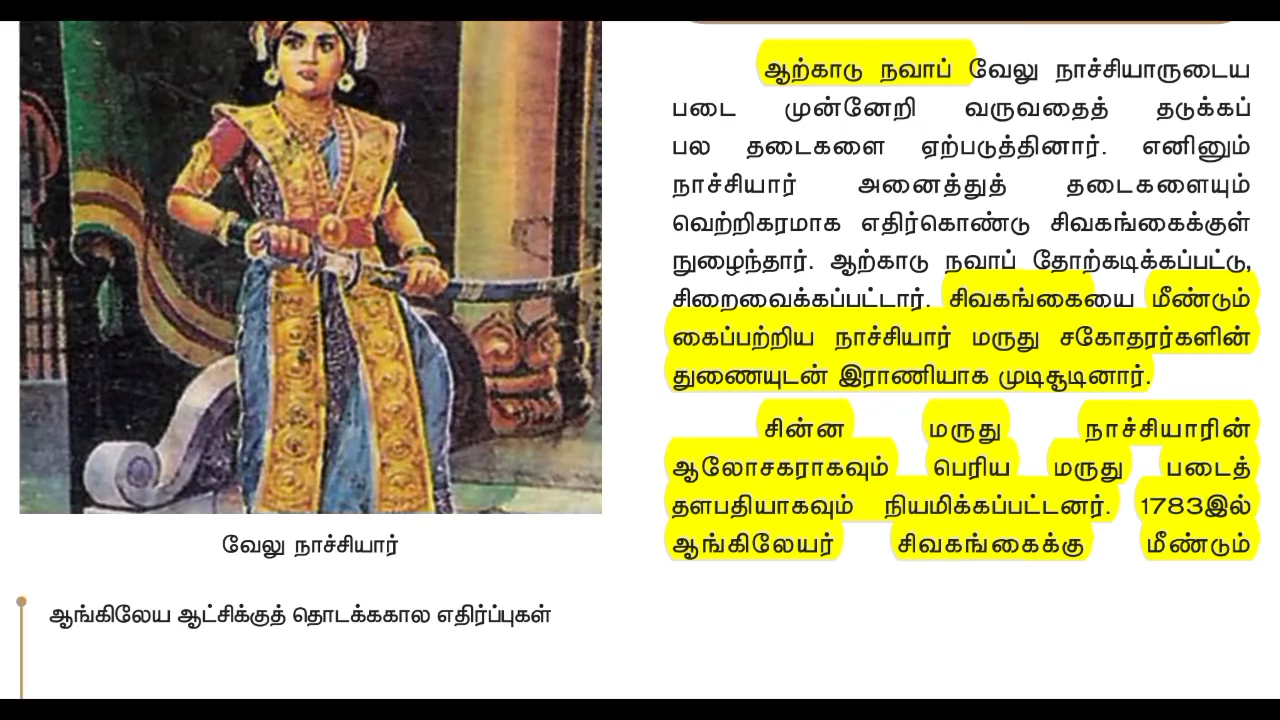 ஆற்காடு நவாப் வேலு நாச்சியாருடைய
படை முன்னேறி வருவதைத் தடுக்கப்
பல தடைகளை ஏற்படுத்தினார். எனினும்
நாச்சியார் அனைத்துத் தடைகளையும்
வெற்றிகரமாக எதிர்கொண்டு சிவகங்கைக்குள்
நுழைந்தார். ஆற்காடு நவாப் தோற்கடிக்கப்பட்டு,
சிறைவைக்கப்பட்டார். சிவகங்கையை மீண்டும்
கைப்பற்றிய நாச்சியார் மருது சகோதரர்களின்
துணையுடன் இராணியாக முடிசூடினார்.
சின்ன மருது நாச்சியாரின்
ஆலோசகராகவும் பெரிய மருது படைத்
தளபதியாகவும் நியமிக்கப்பட்டனர். 1783இல்
ஆங்கிலேயர் சிவகங்கைக்கு மீண்டும்
வேலு நாச்சியார்
ஆங்கிலேய ஆட்சிக்குத் தொடக்ககால எதிர்ப்புகள்